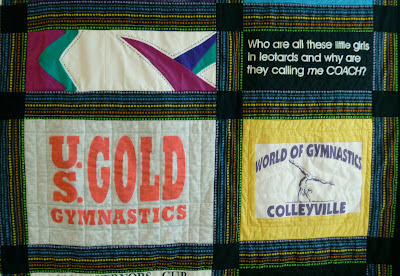 Who are all these little girls
in leotards and why are
they calling me COACH?
U.S. GOLD
GYMNASTICS
WORLD OF GYMNASTICS
COLLEYVILLE